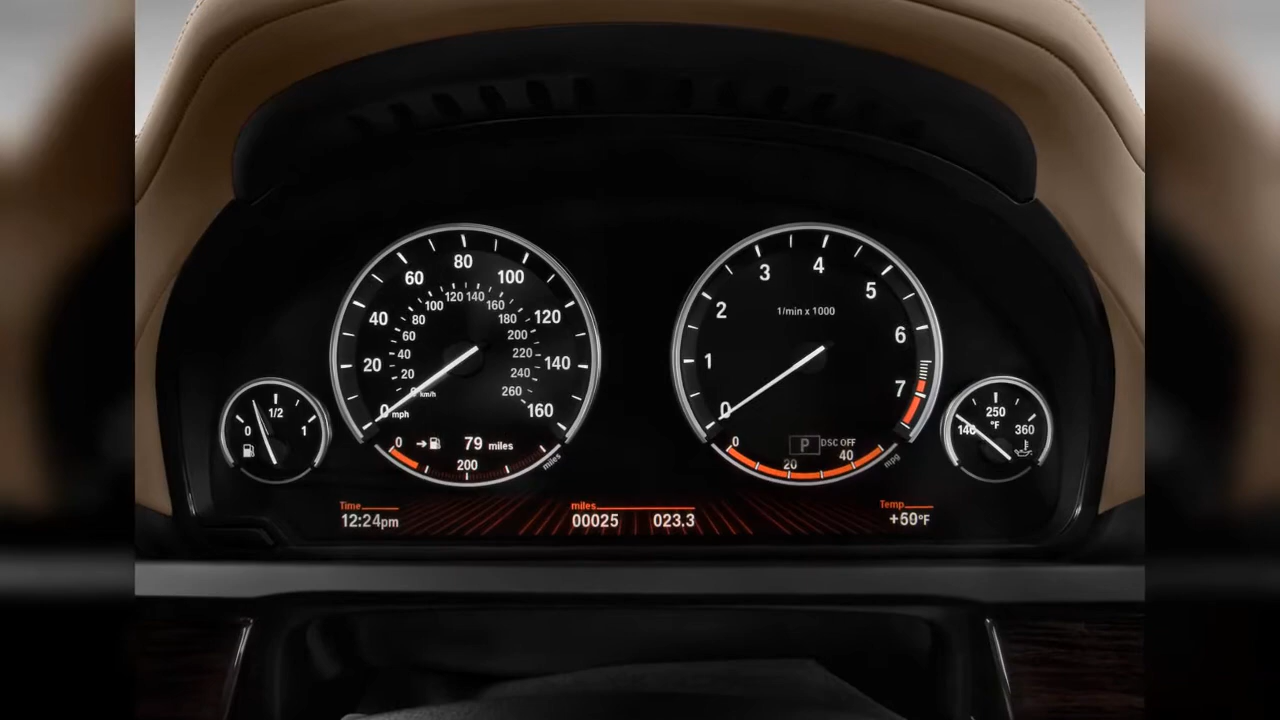 80
60 100
120 140
100 160
40 80 180 120
60 200
20 40 220 140
20 240
0 km/h 260
0 mph 160
0 79 miles
200 miles
3 4
5
2 1/min x 1000
6
1
7
0
P DSC OFF
0 20 40 mpg
1/2
0 1
250
°F
140 360
Time
12:24pm
miles
00025 023.3
Temp
+60°F